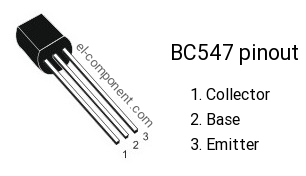 BC547 pinout
1. Collector
2. Base
3. Emitter
el-component.com
1
2
3